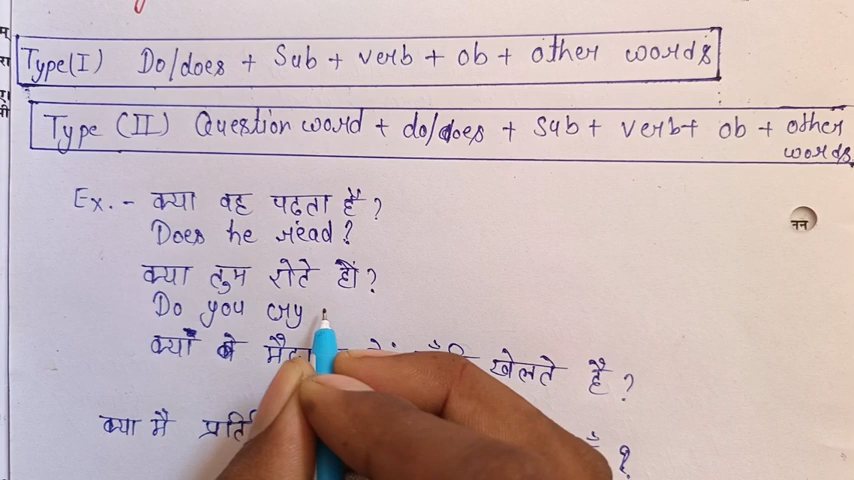 Type(I) Do/does + Sub + verb + ob + other words
Type (II) Question word + do/does + Sub + verb + ob + other words
Ex. - क्या वह पढ़ता है?
Does he read?
क्या तुम रोते हो?
Do you cry
क्या वे खेलते हैं?
क्या मै
नन